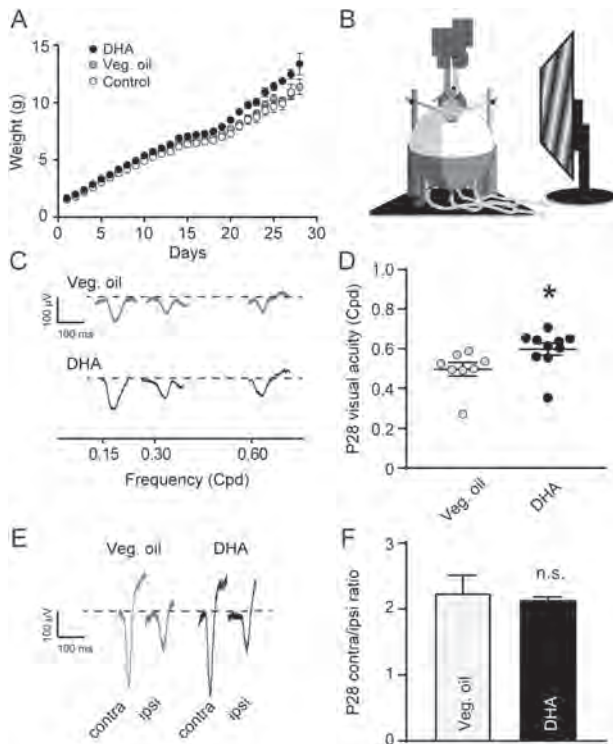 A
DHA
Veg. oil
Control
Weight (g)
15
10
5
0
0 5 10 15 20 25 30
Days
B
C
Veg. oil
100 µV
100 ms
DHA
0.15 0.30 0.60
Frequency (Cpd)
D
P28 visual acuity (Cpd)
1.0
0.8
0.6
0.4
0.2
0
*
Veg. oil
DHA
E
Veg. oil DHA
100 µV
100 ms
contra ipsi contra ipsi
F
P28 contra/ipsi ratio
3
2
1
0
n.s.
Veg. oil
DHA